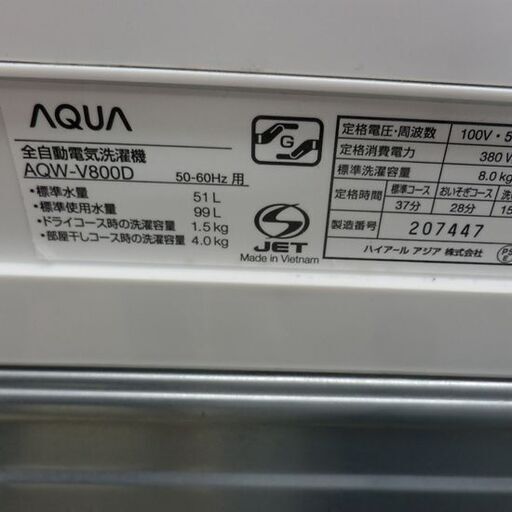 AQUA
全自動電気洗濯機
AQW-V800D 50-60Hz 用
・標準水量 51 L
・標準使用水量 99 L
・ドライコース時の洗濯容量 1.5 kg
・部屋干しコース時の洗濯容量 4.0 kg
G
S
JET
Made in Vietnam
定格電圧・周波数 100V・5
定格消費電力 380 W
標準洗濯容量 8.0 k
定格時間 標準コース おいそぎコース 洗
37分 28分 15
製造番号 207447
ハイアール アジア 株式会社
PS
E